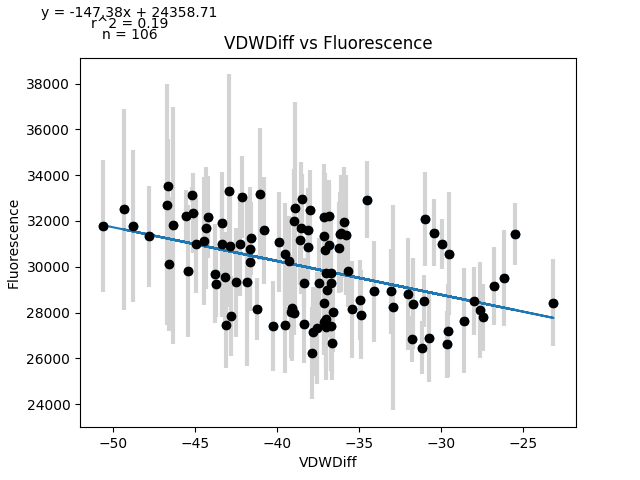 y = -147.38x + 24358.71
r^2 = 0.19
n = 106
VDWDiff vs Fluorescence
38000
36000
34000
32000
30000
28000
26000
24000
Fluorescence
−50
−45
−40
−35
−30
−25
VDWDiff